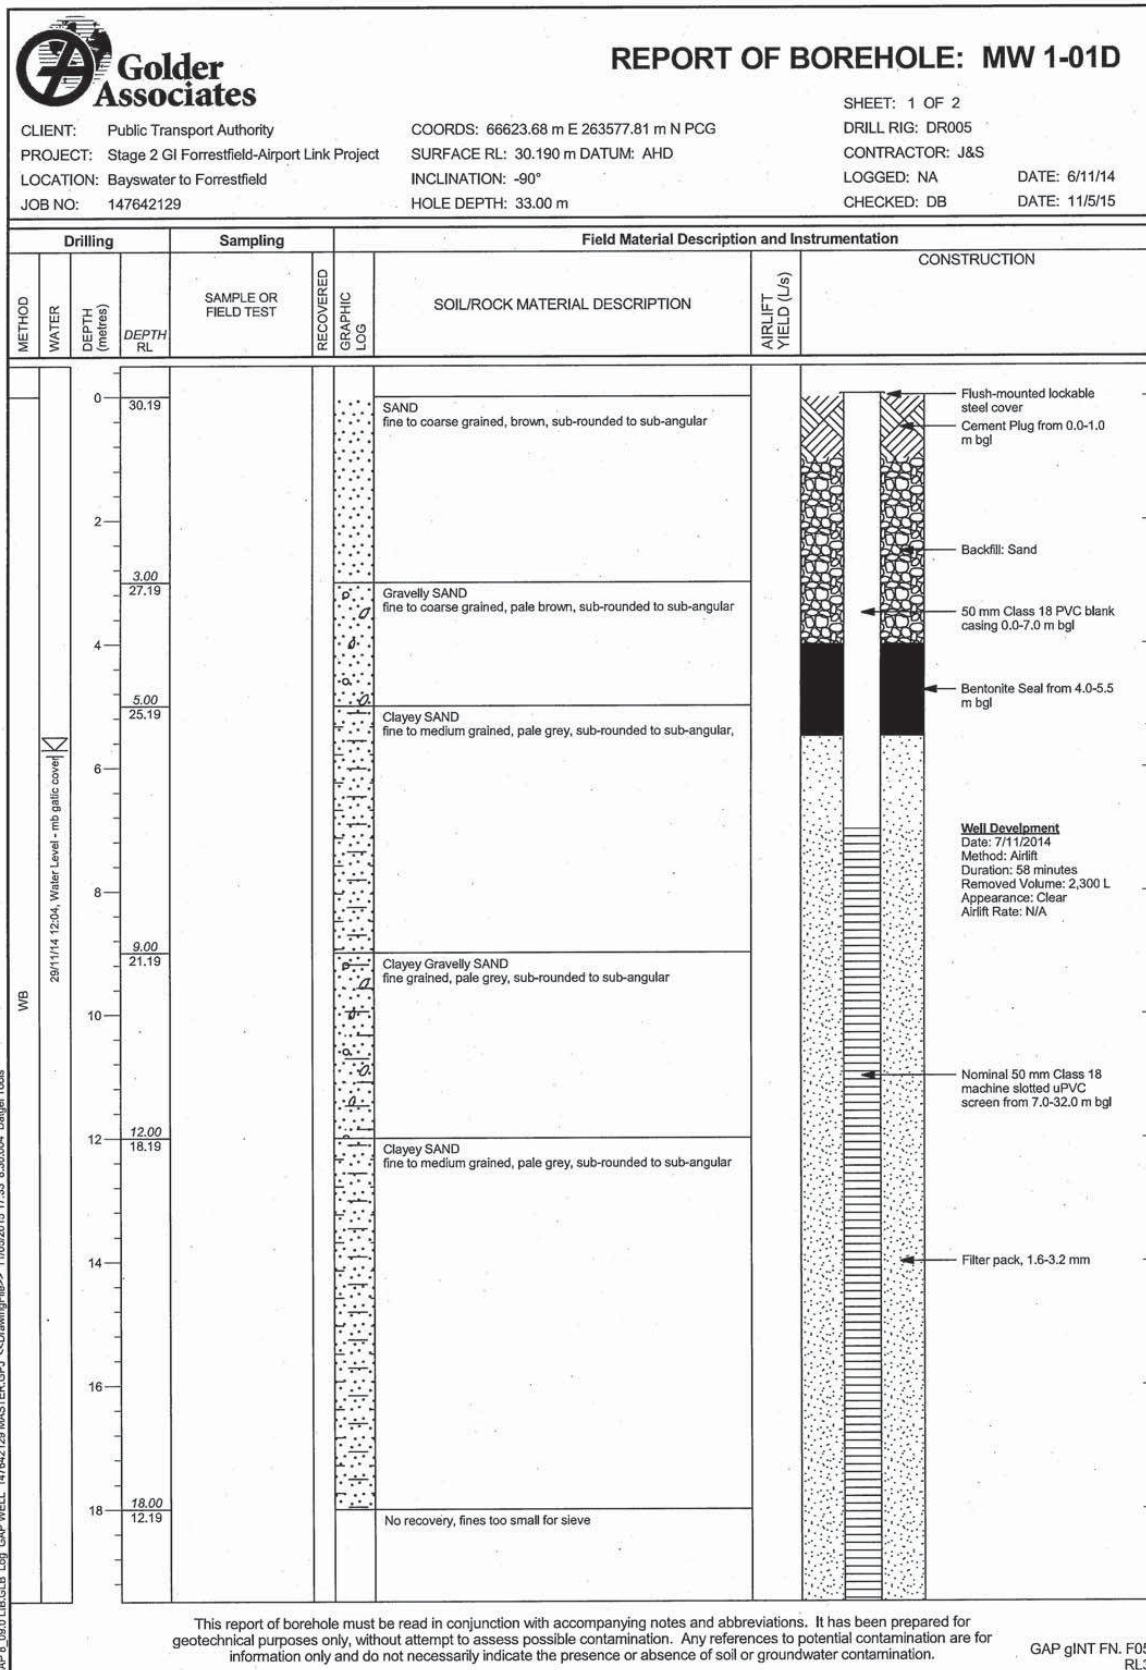 Golder
Associates
REPORT OF BOREHOLE: MW 1-01D
SHEET: 1 OF 2
CLIENT: Public Transport Authority COORDS: 66623.68 m E 263577.81 m N PCG DRILL RIG: DR005
PROJECT: Stage 2 GI Forrestfield-Airport Link Project SURFACE RL: 30.190 m DATUM: AHD CONTRACTOR: J&S
LOCATION: Bayswater to Forrestfield INCLINATION: -90° LOGGED: NA DATE: 6/11/14
JOB NO: 147642129 HOLE DEPTH: 33.00 m CHECKED: DB DATE: 11/5/15
Drilling Sampling Field Material Description and Instrumentation
METHOD
WATER
DEPTH
(metres)
DEPTH
RL
SAMPLE OR
FIELD TEST
RECOVERED
GRAPHIC
LOG
SOIL/ROCK MATERIAL DESCRIPTION
AIRLIFT
YIELD (L/s)
CONSTRUCTION
WB
29/11/14 12:04, Water Level - mb gatic cover
0
2
4
6
8
10
12
14
16
18
30.19
3.00
27.19
5.00
25.19
9.00
21.19
12.00
18.19
18.00
12.19
SAND
fine to coarse grained, brown, sub-rounded to sub-angular
Gravelly SAND
fine to coarse grained, pale brown, sub-rounded to sub-angular
Clayey SAND
fine to medium grained, pale grey, sub-rounded to sub-angular,
Clayey Gravelly SAND
fine grained, pale grey, sub-rounded to sub-angular
Clayey SAND
fine to medium grained, pale grey, sub-rounded to sub-angular
No recovery, fines too small for sieve
Flush-mounted lockable
steel cover
Cement Plug from 0.0-1.0
m bgl
Backfill: Sand
50 mm Class 18 PVC blank
casing 0.0-7.0 m bgl
Bentonite Seal from 4.0-5.5
m bgl
Well Develpment
Date: 7/11/2014
Method: Airlift
Duration: 58 minutes
Removed Volume: 2,300 L
Appearance: Clear
Airlift Rate: N/A
Nominal 50 mm Class 18
machine slotted uPVC
screen from 7.0-32.0 m bgl
Filter pack, 1.6-3.2 mm
This report of borehole must be read in conjunction with accompanying notes and abbreviations. It has been prepared for
geotechnical purposes only, without attempt to assess possible contamination. Any references to potential contamination are for
information only and do not necessarily indicate the presence or absence of soil or groundwater contamination.
GAP gINT FN. F05
RL3